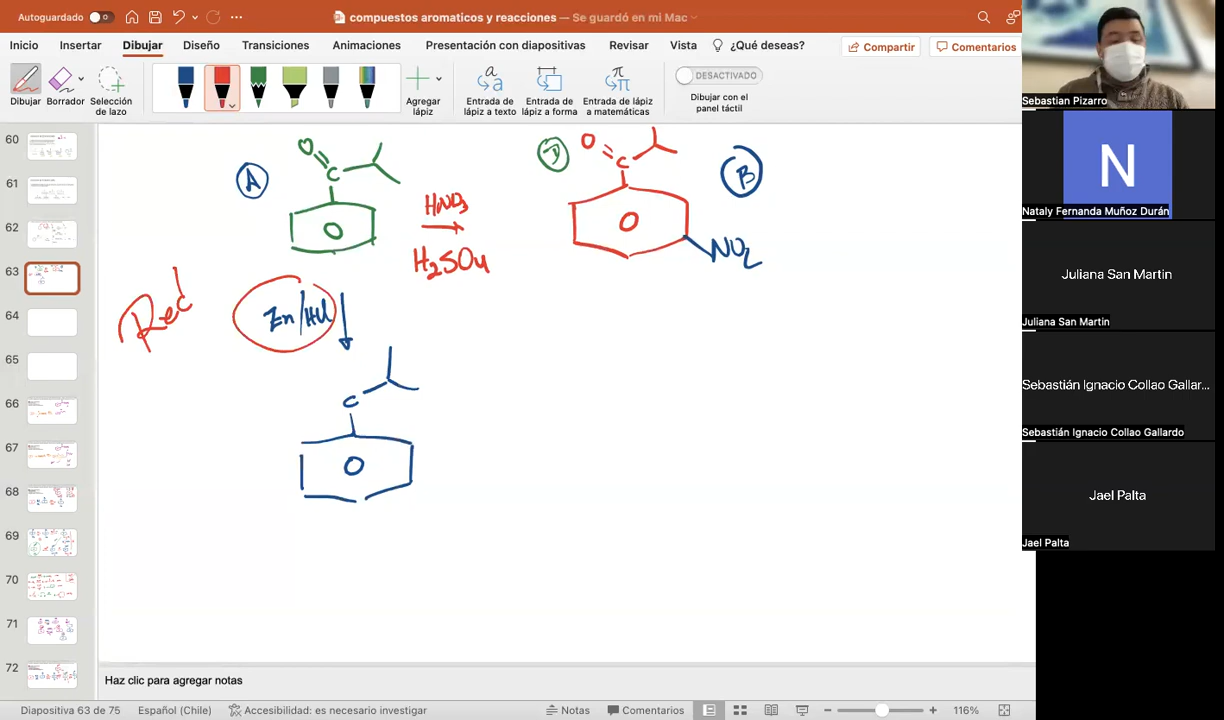 Autoguardado
compuestos aromaticos y reacciones — Se guardó en mi Mac
Inicio Insertar Dibujar Diseño Transiciones Animaciones Presentación con diapositivas Revisar Vista ¿Qué deseas? Compartir Comentarios
Dibujar
Borrador
Selección de lazo
Agregar lápiz
Entrada de lápiz a texto
Entrada de lápiz a forma
Entrada de lápiz a matemáticas
DESACTIVADO
Dibujar con el panel táctil
60
61
62
63
64
65
66
67
68
69
70
71
72
A
O
C
O
HNO3
H2SO4
O
C
O
NO2
B
Red
Zn/HCl
C
O
Haz clic para agregar notas
Diapositiva 63 de 75 Español (Chile) Accesibilidad: es necesario investigar Notas Comentarios 116%
Sebastian Pizarro
N
Nataly Fernanda Muñoz Durán
Juliana San Martin
Juliana San Martin
Sebastián Ignacio Collao Gallar...
Sebastián Ignacio Collao Gallardo
Jael Palta
Jael Palta